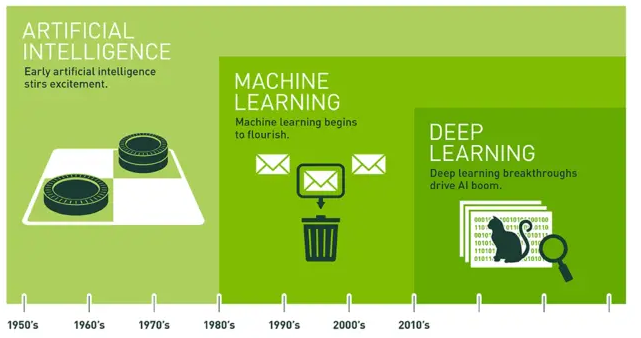 ARTIFICIAL
INTELLIGENCE
Early artificial intelligence
stirs excitement.
MACHINE
LEARNING
Machine learning begins
to flourish.
DEEP
LEARNING
Deep learning breakthroughs
drive AI boom.
1950's 1960's 1970's 1980's 1990's 2000's 2010's